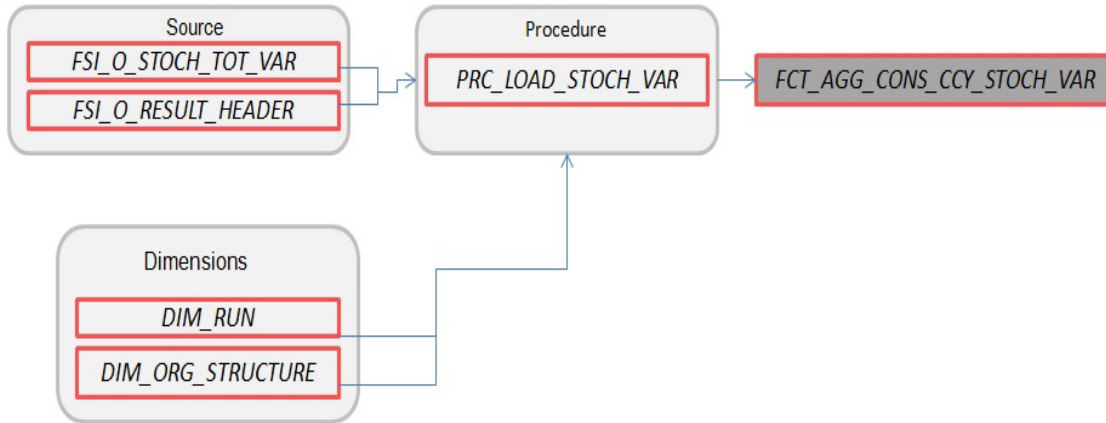 Source
FSI_O_STOCH_TOT_VAR
FSI_O_RESULT_HEADER
Procedure
PRC_LOAD_STOCH_VAR
FCT_AGG_CONS_CCY_STOCH_VAR
Dimensions
DIM_RUN
DIM_ORG_STRUCTURE